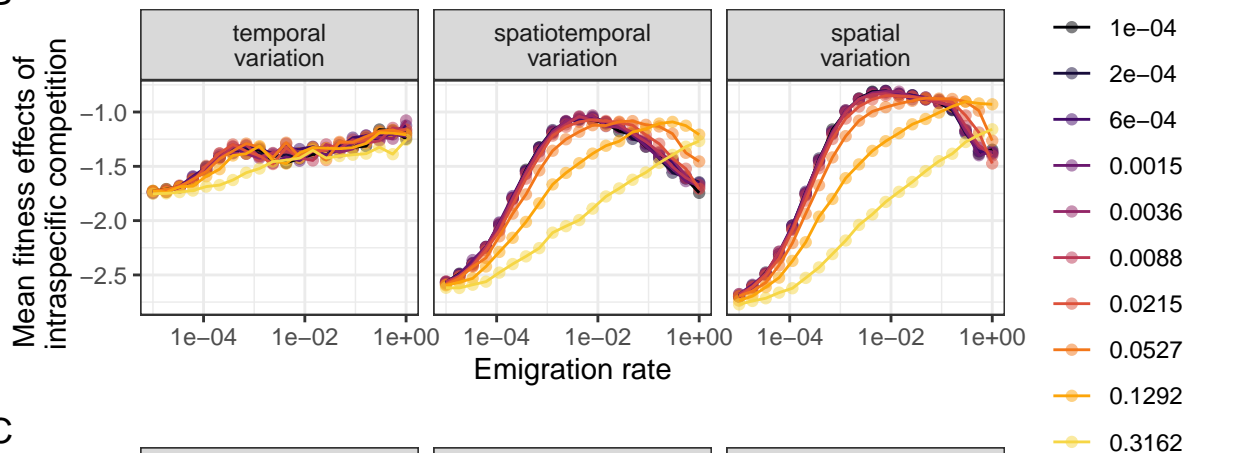 temporal
variation
spatiotemporal
variation
spatial
variation
Mean fitness effects of
intraspecific competition
−1.0
−1.5
−2.0
−2.5
1e−04 1e−02 1e+00
1e−04 1e−02 1e+00
1e−04 1e−02 1e+00
Emigration rate
1e−04
2e−04
6e−04
0.0015
0.0036
0.0088
0.0215
0.0527
0.1292
0.3162
C